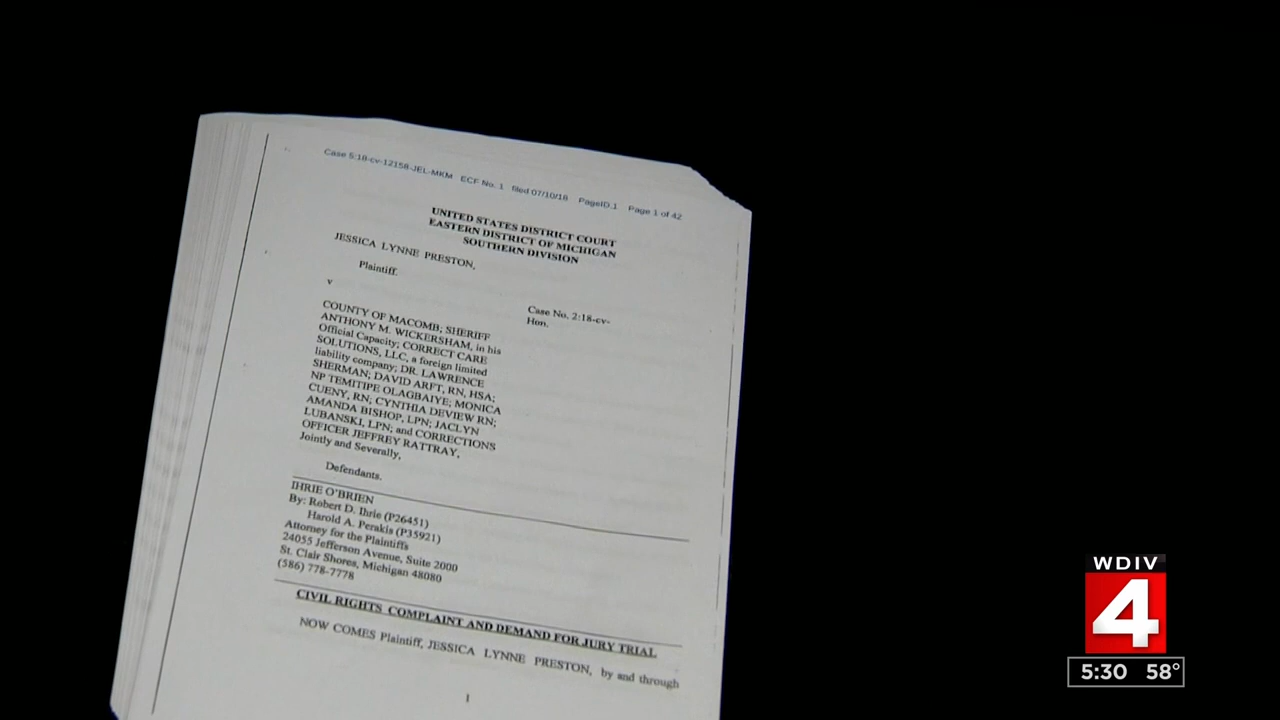 Case 5:18-cv-12158-JEL-MKM ECF No. 1 filed 07/10/18 PageID.1 Page 1 of 42
UNITED STATES DISTRICT COURT
EASTERN DISTRICT OF MICHIGAN
SOUTHERN DIVISION
JESSICA LYNNE PRESTON,
Plaintiff.
v
Case No. 2:18-cv-
Hon.
COUNTY OF MACOMB; SHERIFF
ANTHONY M. WICKERSHAM, in his
Official Capacity; CORRECT CARE
SOLUTIONS, LLC, a foreign limited
liability company; DR. LAWRENCE
SHERMAN; DAVID ARFT, RN, HSA;
NP TEMITIPE OLAGBAIYE; MONICA
CUENY, RN; CYNTHIA DEVIEW RN;
AMANDA BISHOP, LPN; JACLYN
LUBANSKI, LPN; and CORRECTIONS
OFFICER JEFFREY RATTRAY,
Jointly and Severally,
Defendants.
IHRIE O'BRIEN
By: Robert D. Ihrie (P26451)
Harold A. Perakis (P35921)
Attorney for the Plaintiffs
24055 Jefferson Avenue, Suite 2000
St. Clair Shores, Michigan 48080
(586) 778-7778
CIVIL RIGHTS COMPLAINT AND DEMAND FOR JURY TRIAL
NOW COMES Plaintiff, JESSICA LYNNE PRESTON, by and through
1
WDIV
4
5:30 58°